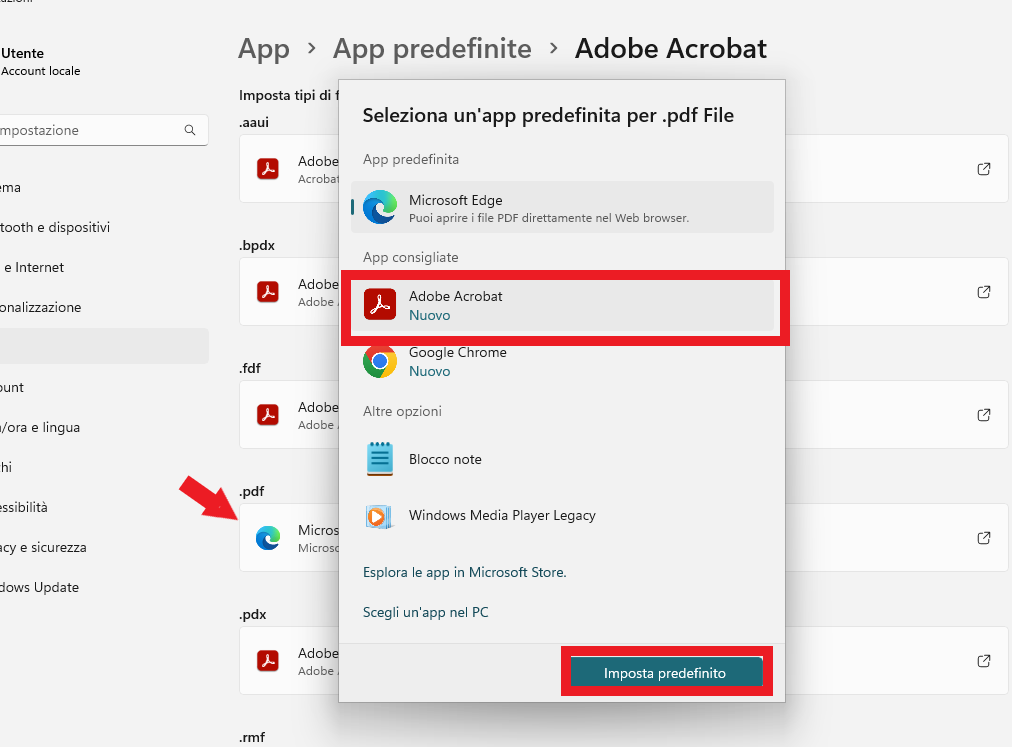 Utente
Account locale
mpostazione
ema
tooth e dispositivi
e Internet
onalizzazione
ount
/ora e lingua
hi
essibilità
acy e sicurezza
dows Update
App > App predefinite > Adobe Acrobat
Imposta tipi di f
.aaui
Adobe
Acrobat
.bpdx
Adobe
Adobe
.fdf
Adobe
Adobe
.pdf
Micros
Microso
.pdx
Adobe
Adobe
.rmf
Seleziona un'app predefinita per .pdf File
App predefinita
Microsoft Edge
Puoi aprire i file PDF direttamente nel Web browser.
App consigliate
Adobe Acrobat
Nuovo
Google Chrome
Nuovo
Altre opzioni
Blocco note
Windows Media Player Legacy
Esplora le app in Microsoft Store.
Scegli un'app nel PC
Imposta predefinito